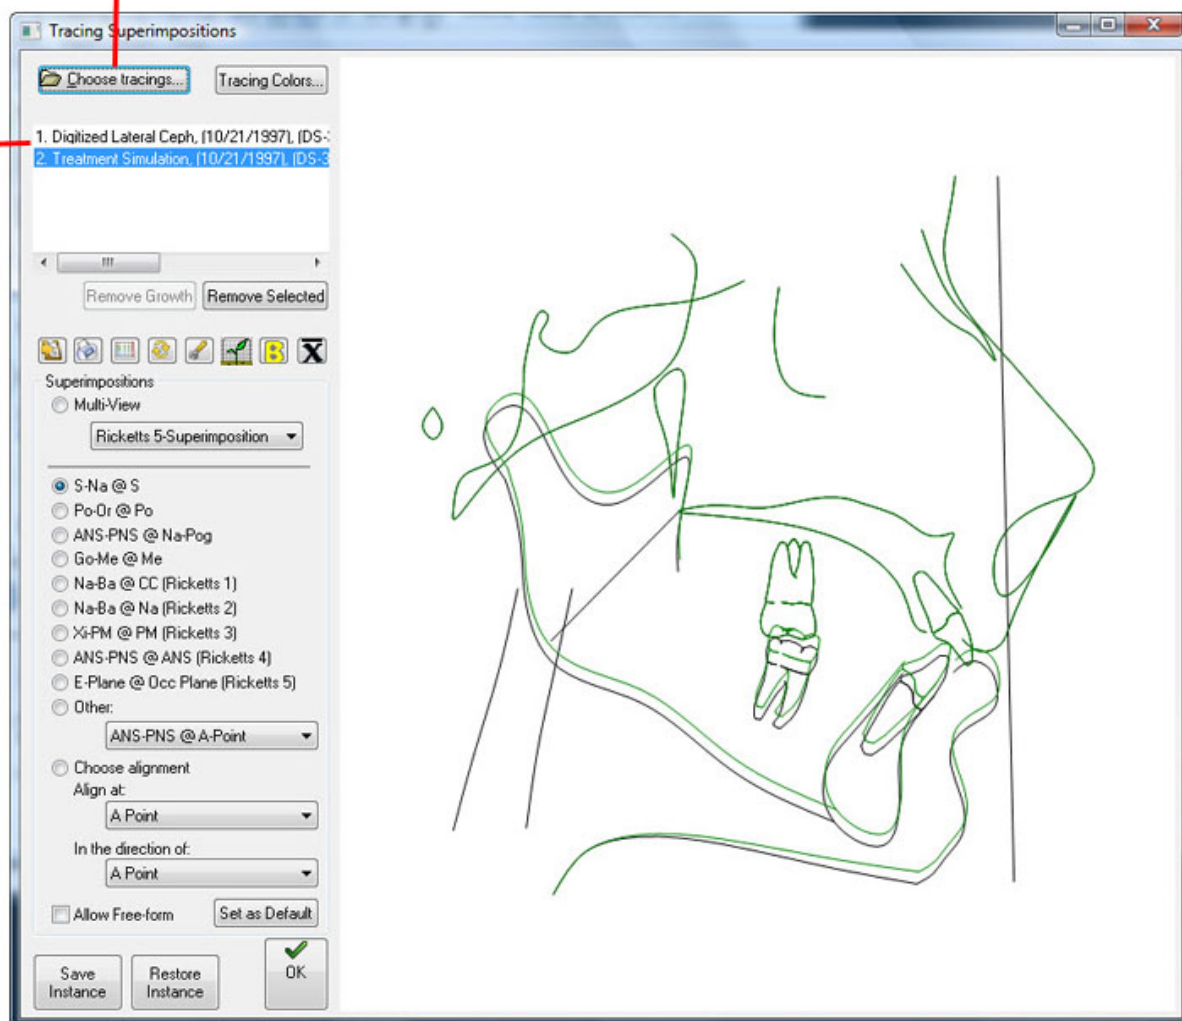 Tracing Superimpositions
Choose tracings... Tracing Colors...
1. Digitized Lateral Ceph, (10/21/1997), (DS-
2. Treatment Simulation, (10/21/1997), (DS-3
Remove Growth Remove Selected
B X
Superimpositions
Multi-View
Ricketts 5-Superimposition
S-Na @ S
Po-Or @ Po
ANS-PNS @ Na-Pog
Go-Me @ Me
Na-Ba @ CC (Ricketts 1)
Na-Ba @ Na (Ricketts 2)
Xi-PM @ PM (Ricketts 3)
ANS-PNS @ ANS (Ricketts 4)
E-Plane @ Occ Plane (Ricketts 5)
Other:
ANS-PNS @ A-Point
Choose alignment
Align at:
A Point
In the direction of:
A Point
Allow Free-form Set as Default
Save Instance Restore Instance OK